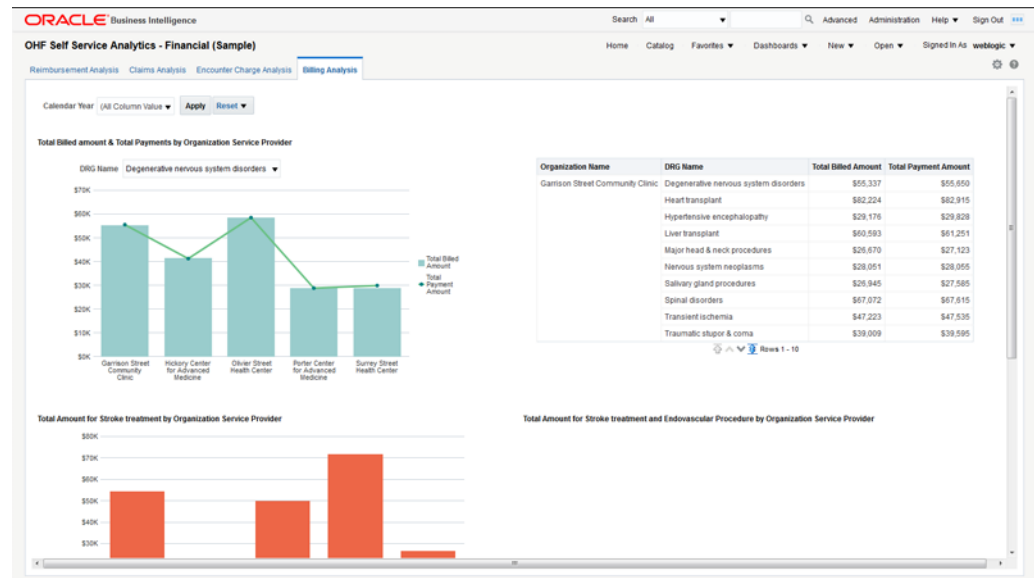 ORACLE Business Intelligence
Search All Advanced Administration Help Sign Out
OHF Self Service Analytics - Financial (Sample)
Home Catalog Favorites Dashboards New Open Signed In As weblogic
Reimbursement Analysis Claims Analysis Encounter Charge Analysis Billing Analysis
Calendar Year (All Column Value Apply Reset
Total Billed amount & Total Payments by Organization Service Provider
DRG Name Degenerative nervous system disorders
$70K
$60K
$50K
$40K
$30K
$20K
$10K
$0K
Garrison Street Community Clinic
Hickory Center for Advanced Medicine
Olivier Street Health Center
Porter Center for Advanced Medicine
Surrey Street Health Center
Total Billed Amount
Total Payment Amount
Organization Name DRG Name Total Billed Amount Total Payment Amount
Garrison Street Community Clinic Degenerative nervous system disorders $55,337 $55,650
Heart transplant $82,224 $82,915
Hypertensive encephalopathy $29,176 $29,828
Liver transplant $60,593 $61,251
Major head & neck procedures $26,670 $27,123
Nervous system neoplasms $28,051 $28,055
Salivary gland procedures $26,945 $27,585
Spinal disorders $67,072 $67,615
Transient ischemia $47,223 $47,535
Traumatic stupor & coma $39,009 $39,595
Rows 1 - 10
Total Amount for Stroke treatment by Organization Service Provider
$80K
$70K
$60K
$50K
$40K
$30K
Total Amount for Stroke treatment and Endovascular Procedure by Organization Service Provider